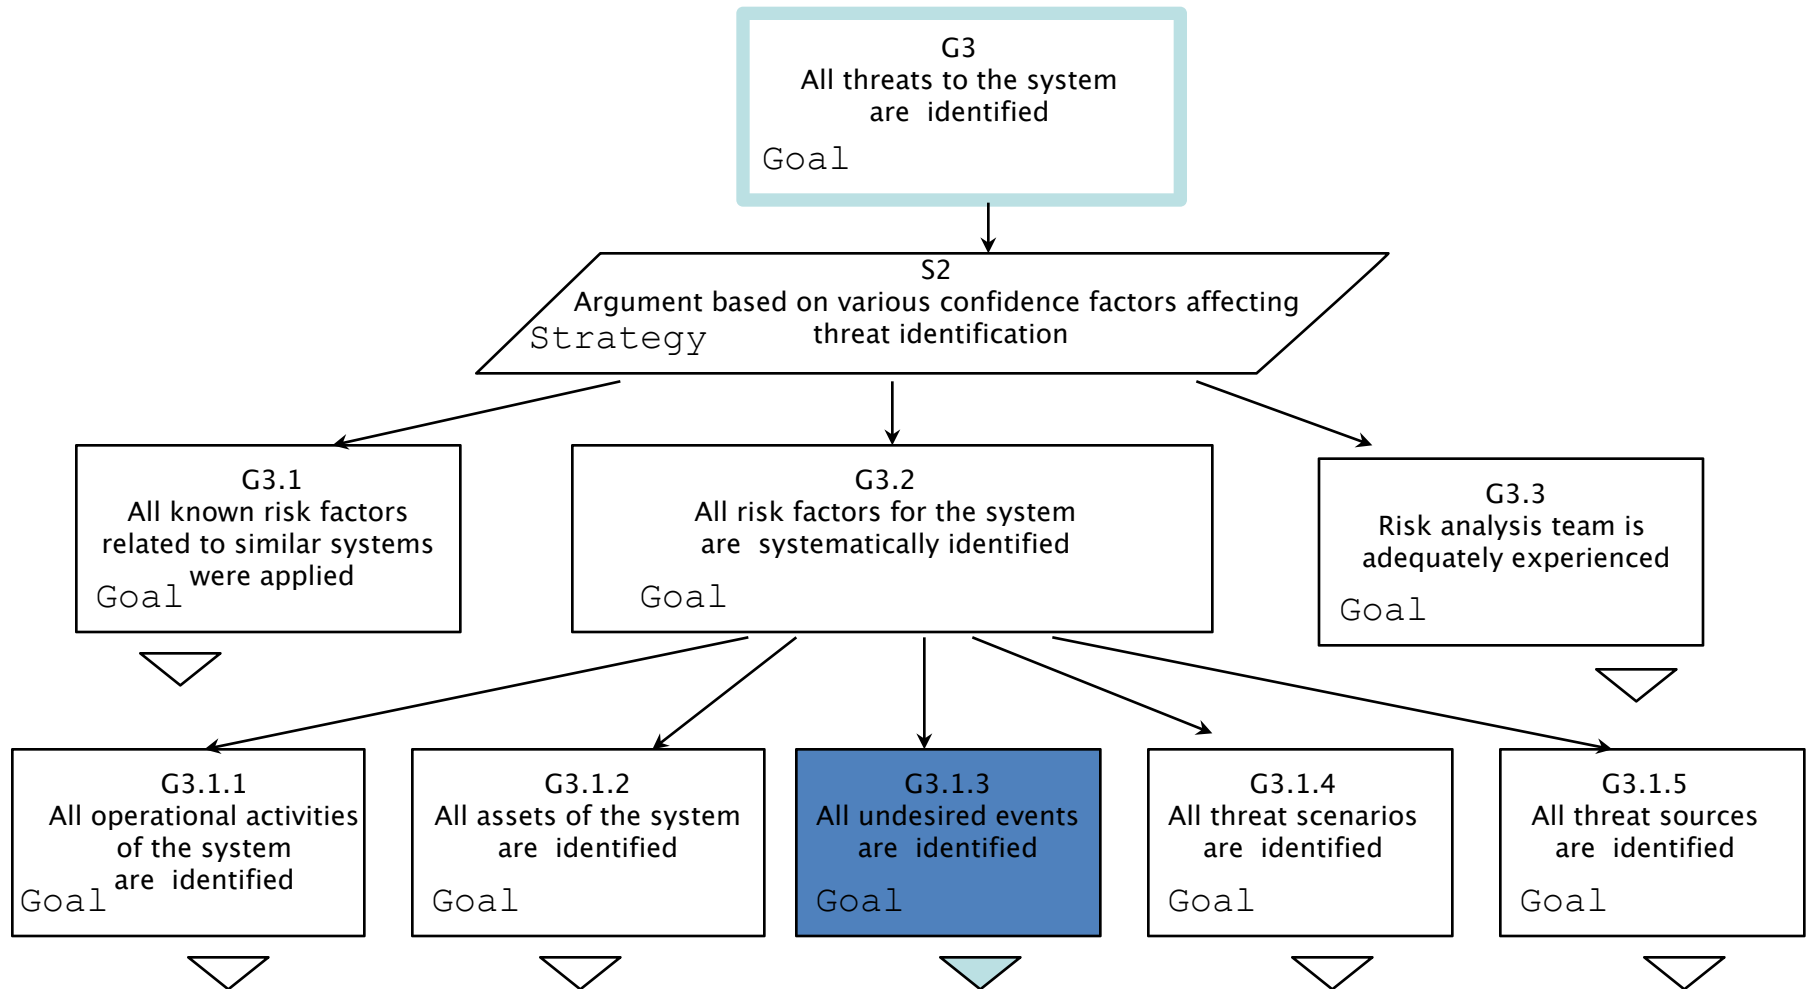 G3
All threats to the system
are identified
Goal
S2
Argument based on various confidence factors affecting
threat identification
Strategy
G3.1
All known risk factors
related to similar systems
were applied
Goal
G3.2
All risk factors for the system
are systematically identified
Goal
G3.3
Risk analysis team is
adequately experienced
Goal
G3.1.1
All operational activities
of the system
are identified
Goal
G3.1.2
All assets of the system
are identified
Goal
G3.1.3
All undesired events
are identified
Goal
G3.1.4
All threat scenarios
are identified
Goal
G3.1.5
All threat sources
are identified
Goal